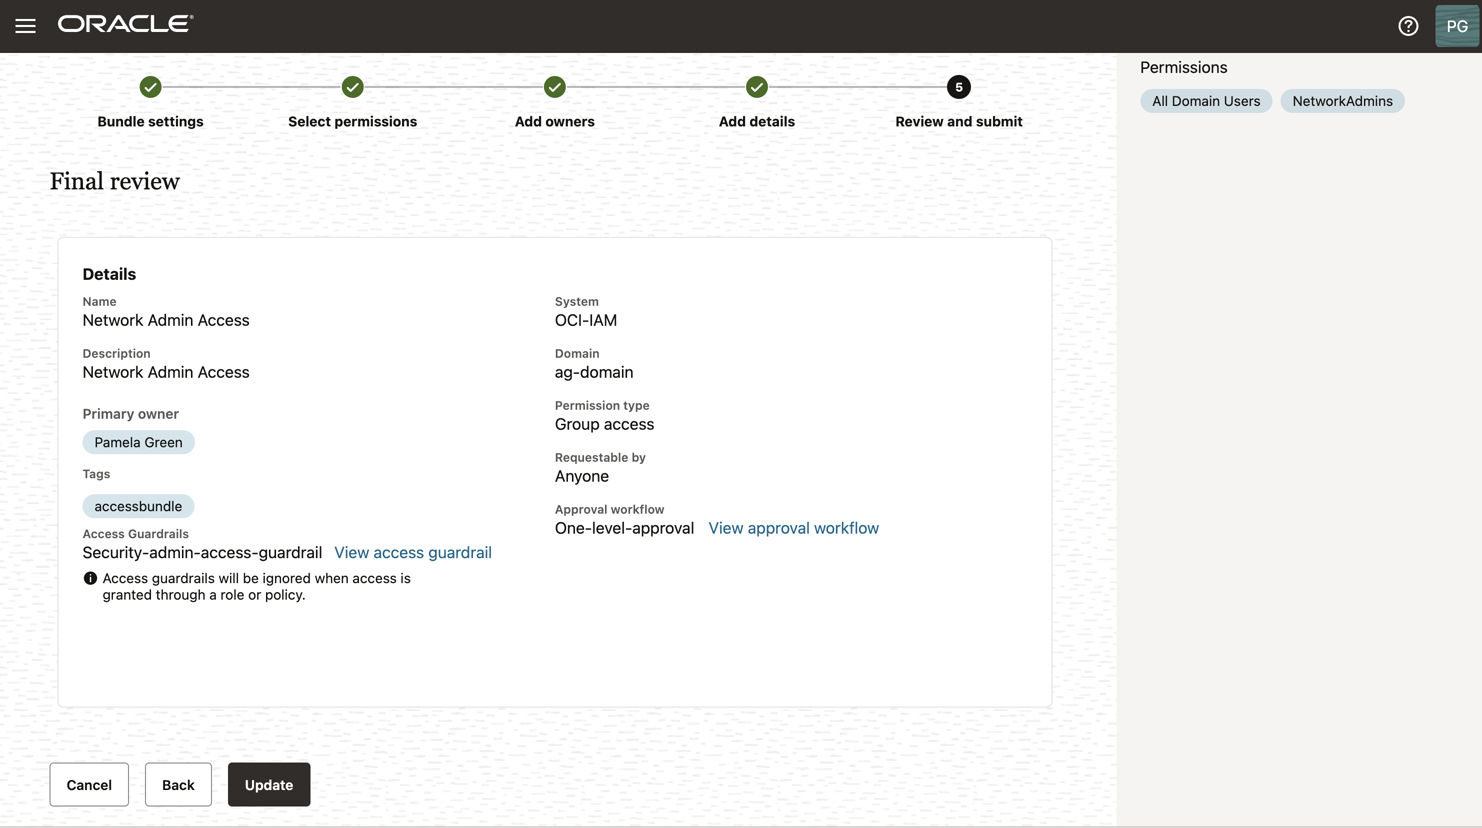 ORACLE
PG
Bundle settings
Select permissions
Add owners
Add details
5
Review and submit
Final review
Details
Name
Network Admin Access
Description
Network Admin Access
Primary owner
Pamela Green
Tags
accessbundle
Access Guardrails
Security-admin-access-guardrail View access guardrail
Access guardrails will be ignored when access is
granted through a role or policy.
System
OCI-IAM
Domain
ag-domain
Permission type
Group access
Requestable by
Anyone
Approval workflow
One-level-approval View approval workflow
Cancel
Back
Update
Permissions
All Domain Users
NetworkAdmins